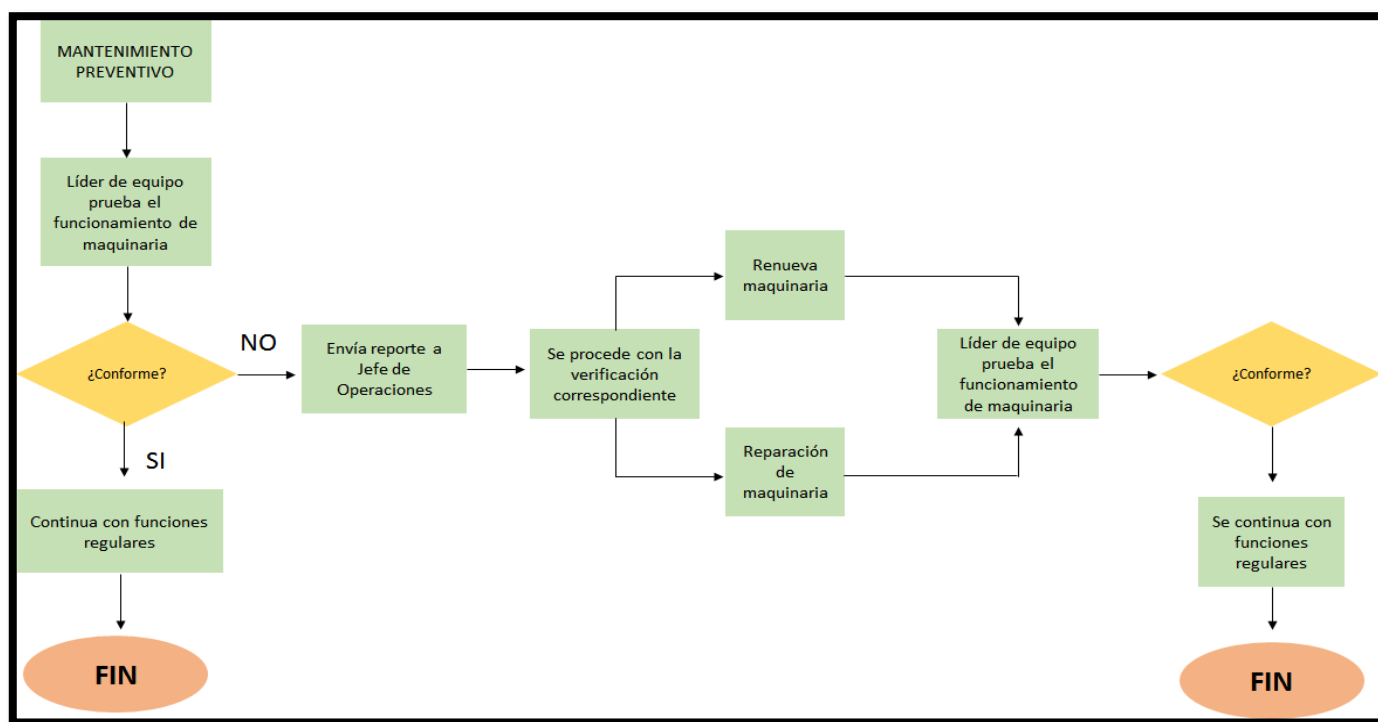 MANTENIMIENTO
PREVENTIVO
Líder de equipo
prueba el
funcionamiento de
maquinaria
¿Conforme?
NO
SI
Continua con funciones
regulares
FIN
Envía reporte a
Jefe de
Operaciones
Se procede con la
verificación
correspondiente
Renueva
maquinaria
Reparación
de
maquinaria
Líder de equipo
prueba el
funcionamiento
de maquinaria
¿Conforme?
Se continua con
funciones
regulares
FIN